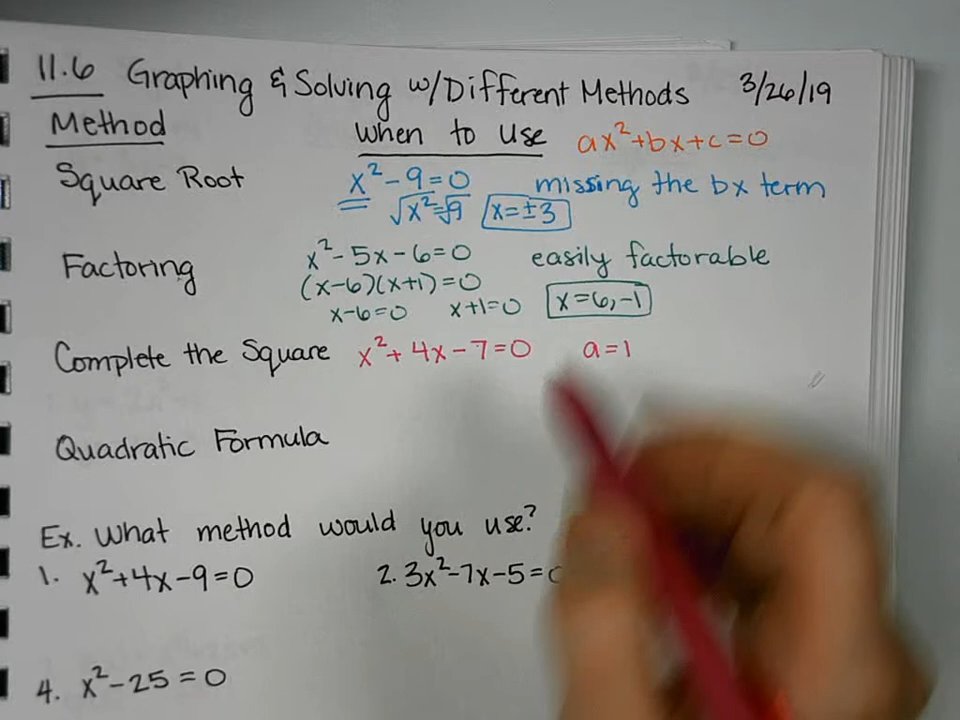 11.6 Graphing & Solving w/Different Methods 3/26/19
Method When to Use ax²+bx+c=0
Square Root x²-9=0 missing the bx term
√x²=√9 x=±3
Factoring x²-5x-6=0 easily factorable
(x-6)(x+1)=0
x-6=0 x+1=0 x=6,-1
Complete the Square x²+4x-7=0 a=1
Quadratic Formula
Ex. What method would you use?
1. x²+4x-9=0 2. 3x²-7x-5=0
4. x²-25=0